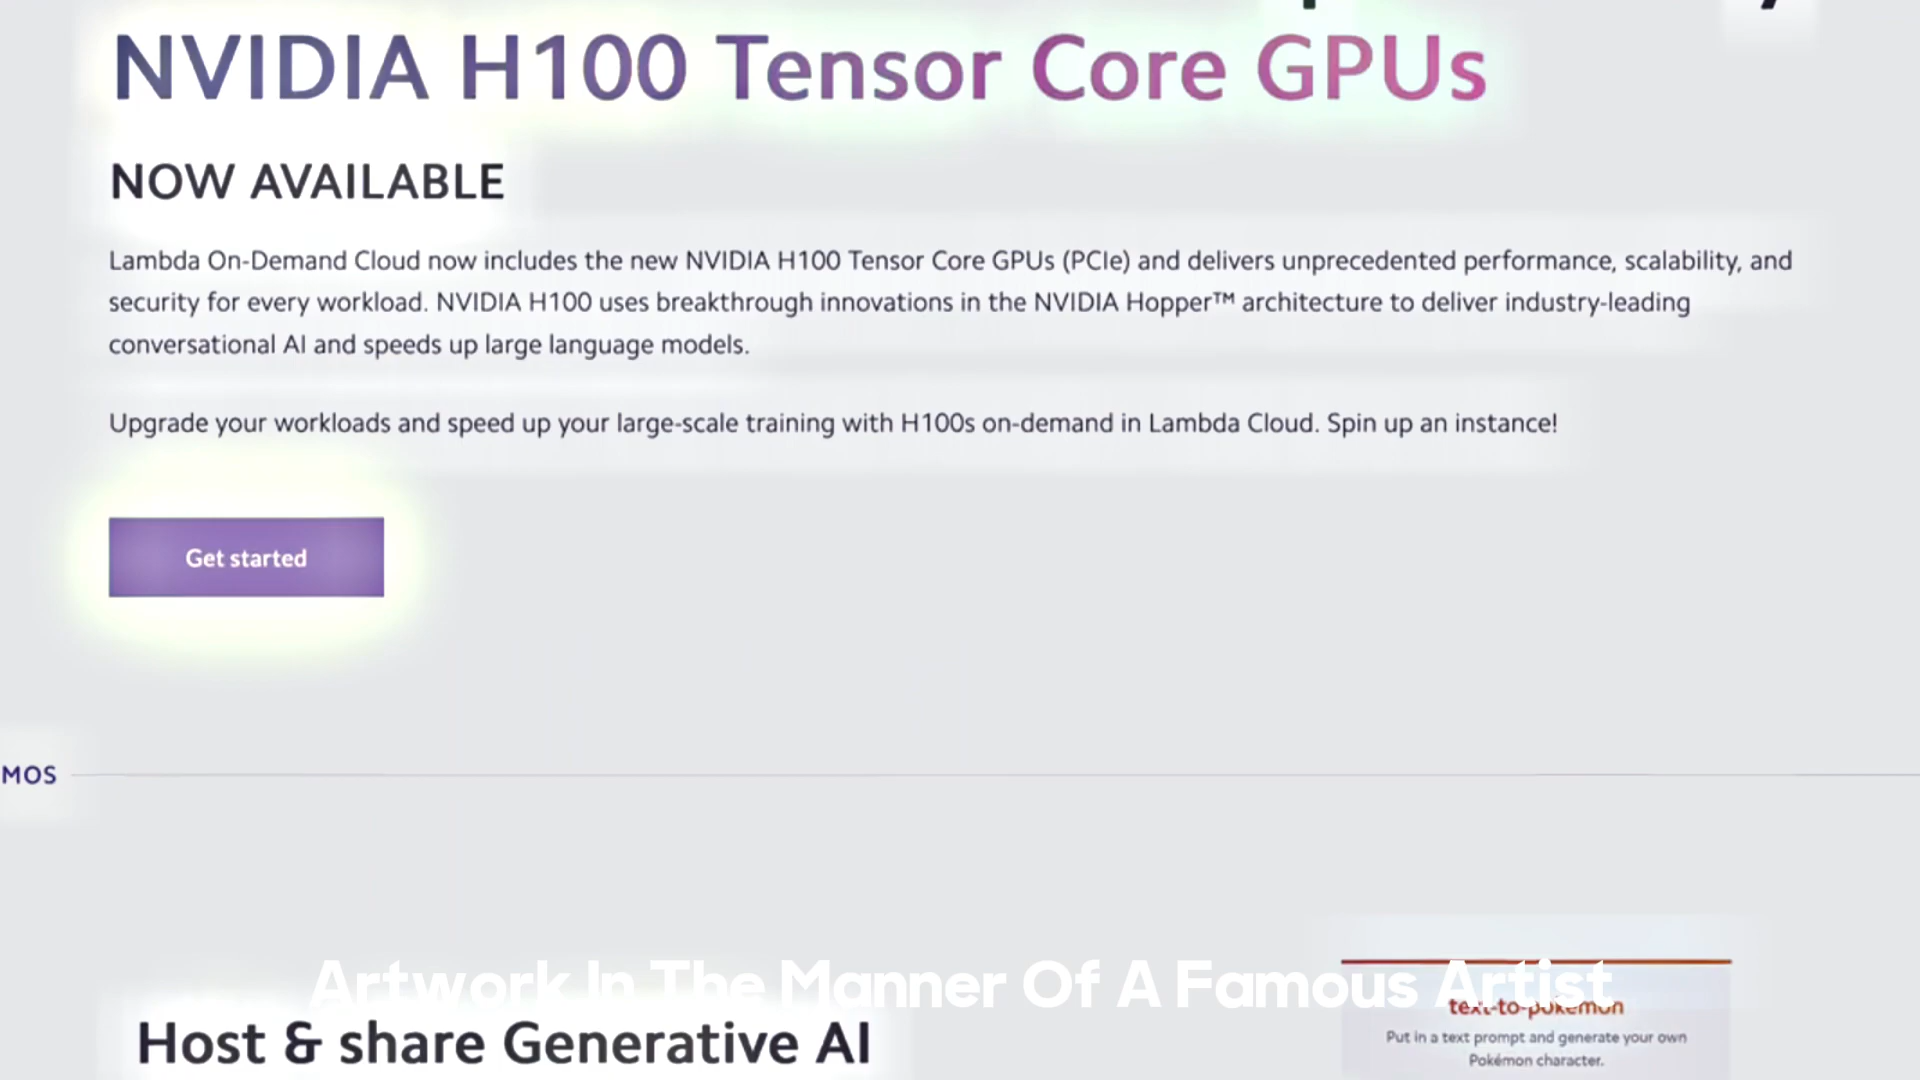 NVIDIA H100 Tensor Core GPUs
NOW AVAILABLE
Lambda On-Demand Cloud now includes the new NVIDIA H100 Tensor Core GPUs (PCIe) and delivers unprecedented performance, scalability, and
security for every workload. NVIDIA H100 uses breakthrough innovations in the NVIDIA Hopper™ architecture to deliver industry-leading
conversational AI and speeds up large language models.
Upgrade your workloads and speed up your large-scale training with H100s on-demand in Lambda Cloud. Spin up an instance!
Get started
MOS
Artwork In The Manner Of A Famous Artist
text-to-pokemon
Host & share Generative AI
Put in a text prompt and generate your own
Pokémon character.